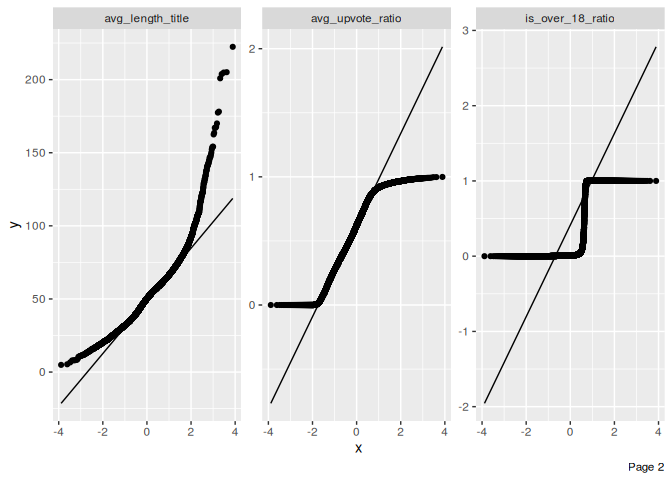 avg_length_title avg_upvote_ratio is_over_18_ratio
y
200
150
100
50
0
2
1
0
3
2
1
0
-1
-2
-4 -2 0 2 4 -4 -2 0 2 4 -4 -2 0 2 4
x
Page 2